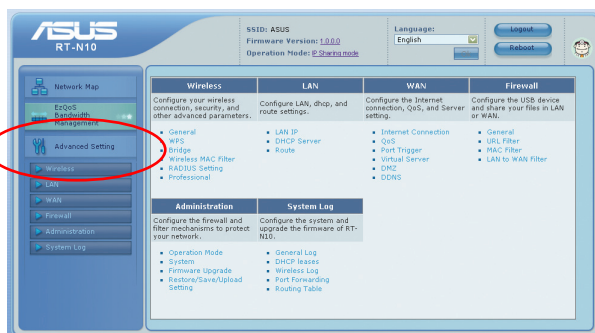 ASUS
RT-N10
SSID: ASUS
Firmware Version: 1.0.0.0
Operation Mode: IP Sharing mode
Language:
English
Logout
Reboot
Network Map
EzQoS
Bandwidth
Management
Advanced Setting
Wireless
LAN
WAN
Firewall
Administration
System Log
Wireless
Configure your wireless
connection, security, and
other advanced parameters.
General
WPS
Bridge
Wireless MAC Filter
RADIUS Setting
Professional
LAN
Configure LAN, dhcp, and
route settings.
LAN IP
DHCP Server
Route
WAN
Configure the Internet
connection, QoS, and Server
setting.
Internet Connection
QoS
Port Trigger
Virtual Server
DMZ
DDNS
Firewall
Configure the USB device
and share your files in LAN
or WAN.
General
URL Filter
MAC Filter
LAN to WAN Filter
Administration
Configure the firewall and
filter mechanisms to protect
your network.
Operation Mode
System
Firmware Upgrade
Restore/Save/Upload
Setting
System Log
Configure the system and
upgrade the firmware of RT-
N10.
General Log
DHCP leases
Wireless Log
Port Forwarding
Routing Table